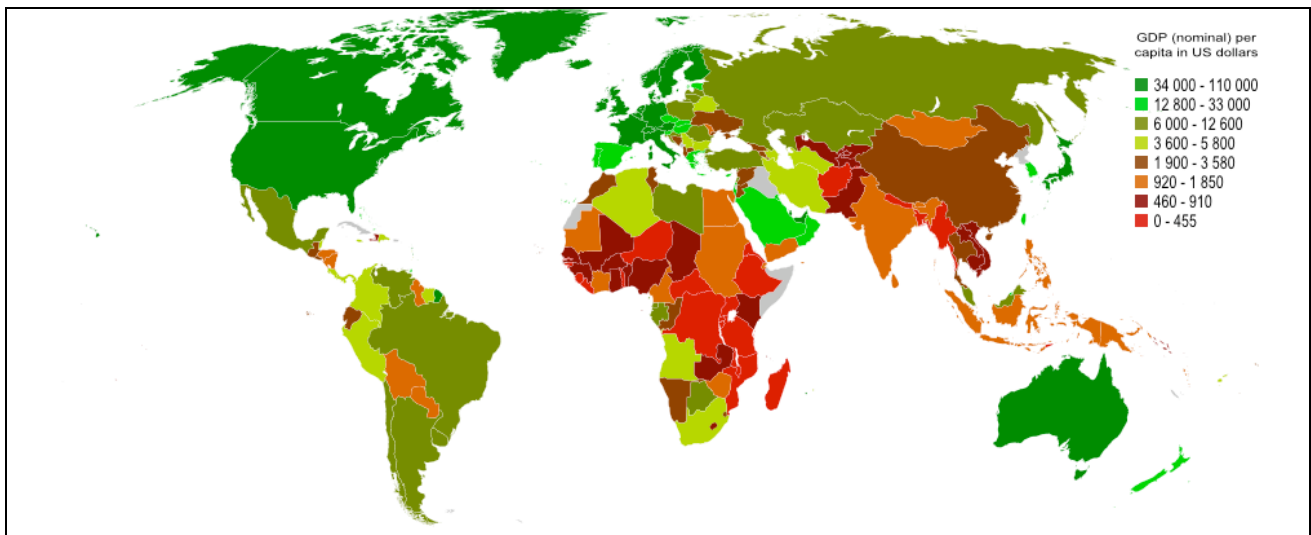 GDP (nominal) per
capita in US dollars
34 000 - 110 000
12 800 - 33 000
6 000 - 12 600
3 600 - 5 800
1 900 - 3 580
920 - 1 850
460 - 910
0 - 455